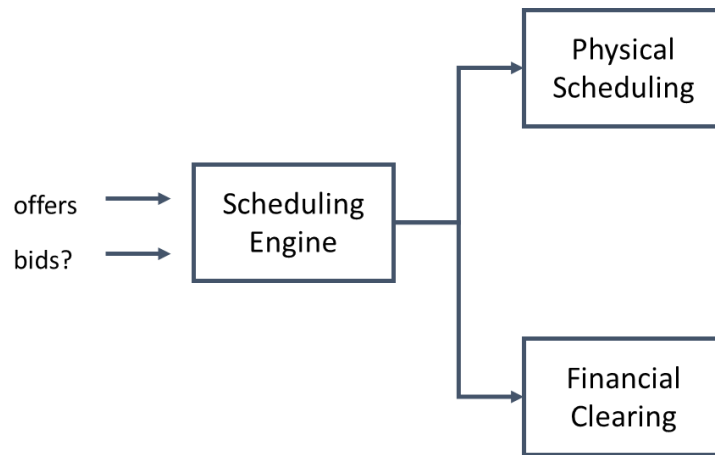 Physical
Scheduling
offers
bids?
Scheduling
Engine
Financial
Clearing